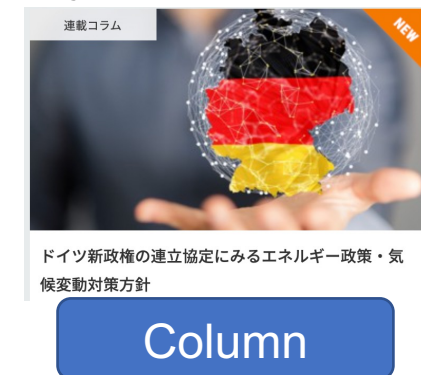 連載コラム
NEW
ドイツ新政権の連立協定にみるエネルギー政策・気
候変動対策方針
Column